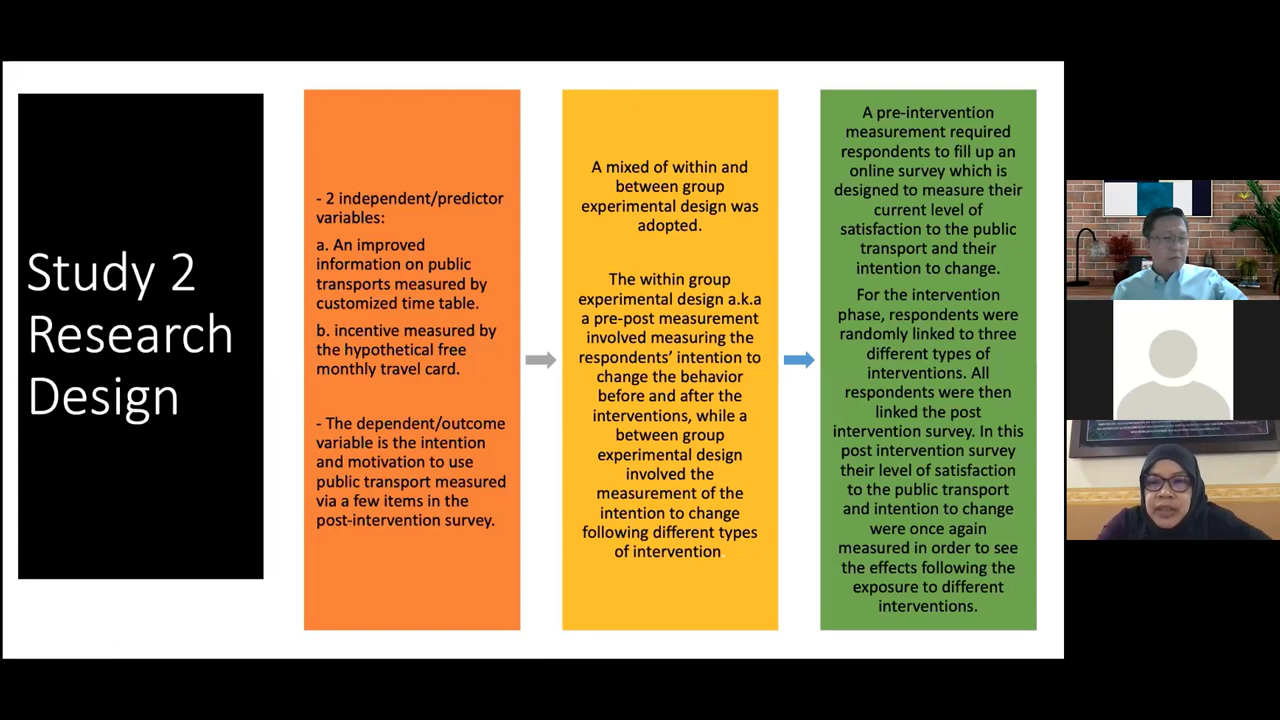 Study 2
Research
Design
- 2 independent/predictor
variables:
a. An improved
information on public
transports measured by
customized time table.
b. incentive measured by
the hypothetical free
monthly travel card.
- The dependent/outcome
variable is the intention
and motivation to use
public transport measured
via a few items in the
post-intervention survey.
A mixed of within and
between group
experimental design was
adopted.
The within group
experimental design a.k.a
a pre-post measurement
involved measuring the
respondents' intention to
change the behavior
before and after the
interventions, while a
between group
experimental design
involved the
measurement of the
intention to change
following different types
of intervention
A pre-intervention
measurement required
respondents to fill up an
online survey which is
designed to measure their
current level of
satisfaction to the public
transport and their
intention to change.
For the intervention
phase, respondents were
randomly linked to three
different types of
interventions. All
respondents were then
linked the post
intervention survey. In this
post intervention survey
their level of satisfaction
to the public transport
and intention to change
were once again
measured in order to see
the effects following the
exposure to different
interventions.